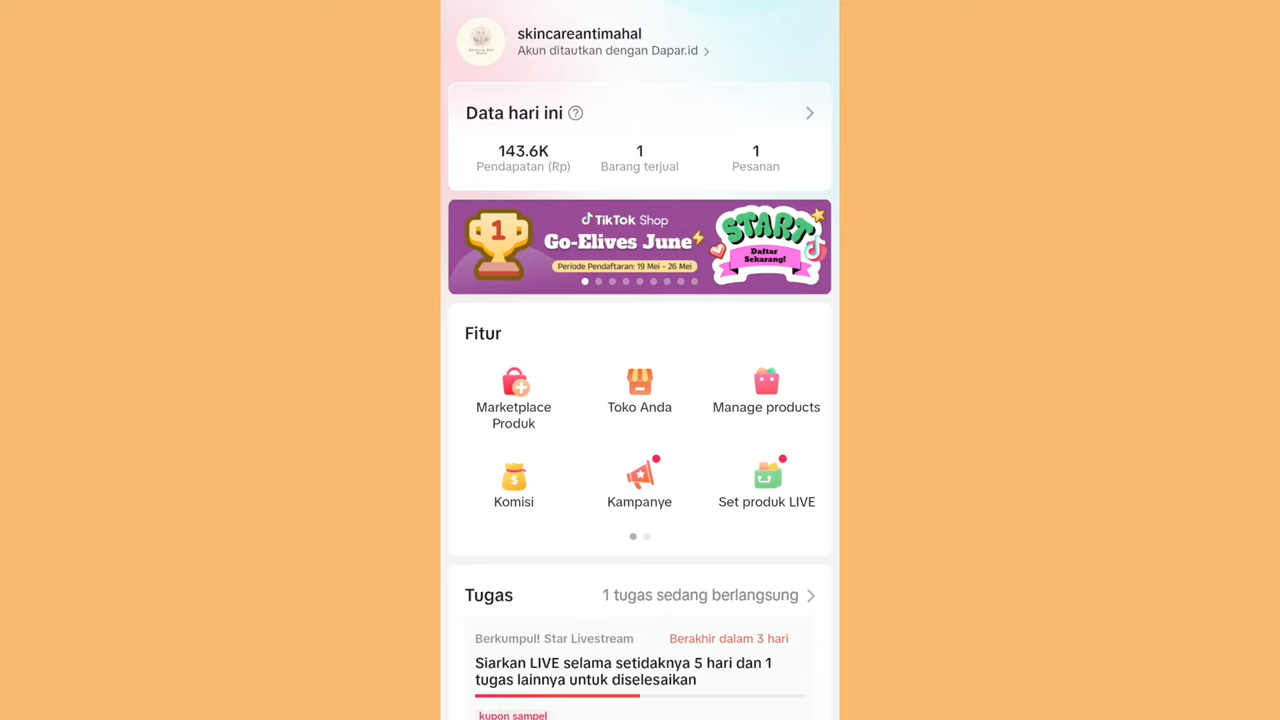 skincareantimahal
Akun ditautkan dengan Dapar.id >
Data hari ini ?
143.6K 1 1
Pendapatan (Rp) Barang terjual Pesanan
1
TikTok Shop
Go-Elives June
Periode Pendaftaran: 19 Mei - 26 Mei
START
Daftar
Sekarang!
Fitur
Marketplace
Produk
Toko Anda
Manage products
Komisi
Kampanye
Set produk LIVE
Tugas
1 tugas sedang berlangsung >
Berkumpul! Star Livestream
Berakhir dalam 3 hari
Siarkan LIVE selama setidaknya 5 hari dan 1
tugas lainnya untuk diselesaikan
kupon sampel